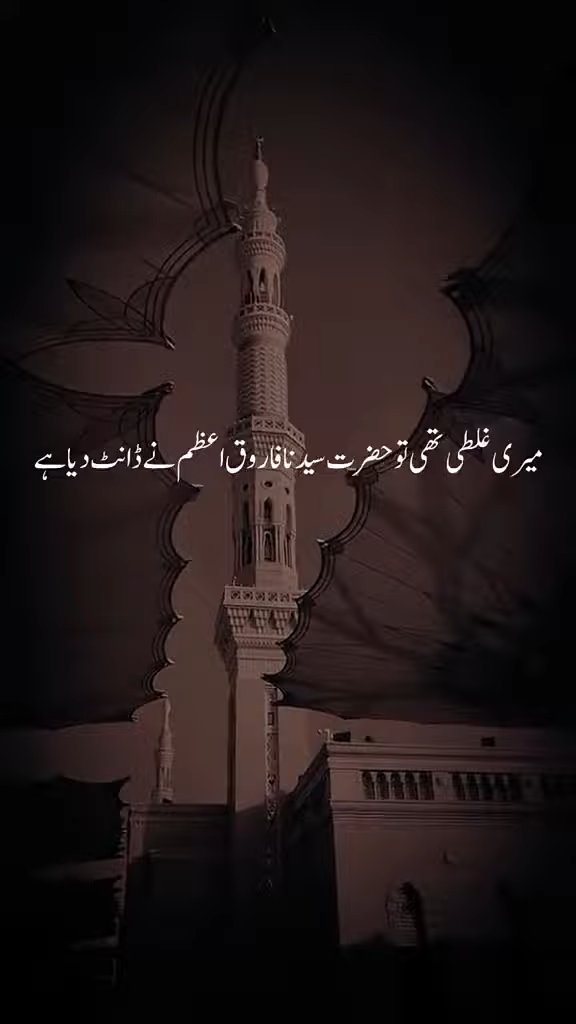 میری غلطی تھی تو حضرت سیدنا فاروق اعظم نے ڈانٹ دیا ہے